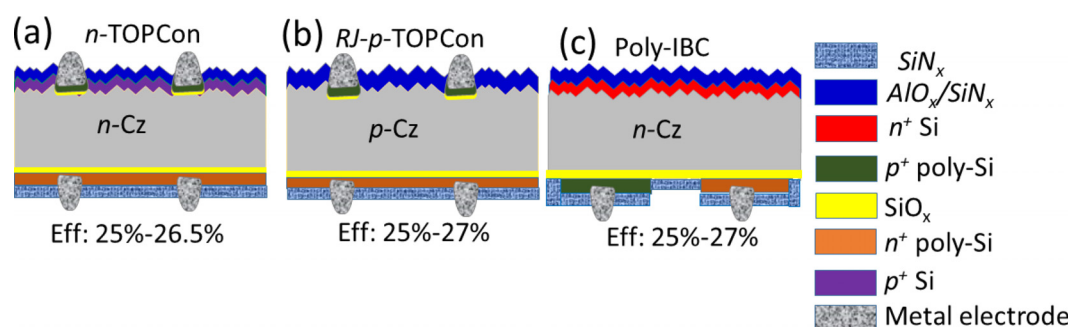 (a) n-TOPCon
n-Cz
Eff: 25%-26.5%
(b) RJ-p-TOPCon
p-Cz
Eff: 25%-27%
(c) Poly-IBC
n-Cz
Eff: 25%-27%
SiNₓ
AlOₓ/SiNₓ
n⁺ Si
p⁺ poly-Si
SiOₓ
n⁺ poly-Si
p⁺ Si
Metal electrode